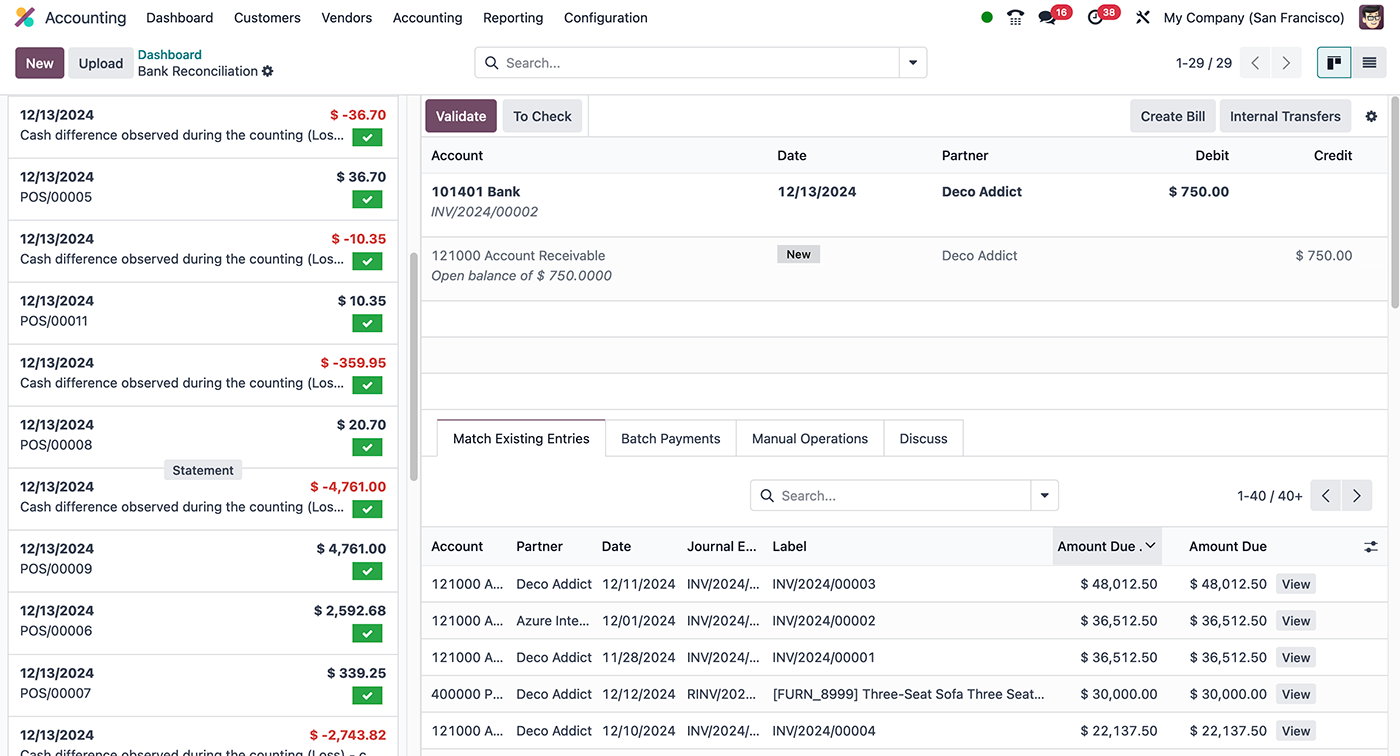 Accounting Dashboard Customers Vendors Accounting Reporting Configuration 16 38 My Company (San Francisco)
New Upload Dashboard
Bank Reconciliation
Search...
1-29 / 29
12/13/2024 $ -36.70
Cash difference observed during the counting (Los...
12/13/2024 $ 36.70
POS/00005
12/13/2024 $ -10.35
Cash difference observed during the counting (Los...
12/13/2024 $ 10.35
POS/00011
12/13/2024 $ -359.95
Cash difference observed during the counting (Los...
12/13/2024 $ 20.70
POS/00008
Statement
12/13/2024 $ -4,761.00
Cash difference observed during the counting (Los...
12/13/2024 $ 4,761.00
POS/00009
12/13/2024 $ 2,592.68
POS/00006
12/13/2024 $ 339.25
POS/00007
12/13/2024 $ -2,743.82
Cash difference observed during the counting (Loss) - c
Validate To Check Create Bill Internal Transfers
Account Date Partner Debit Credit
101401 Bank 12/13/2024 Deco Addict $ 750.00
INV/2024/00002
121000 Account Receivable New Deco Addict $ 750.00
Open balance of $ 750.0000
Match Existing Entries Batch Payments Manual Operations Discuss
Search... 1-40 / 40+
Account Partner Date Journal E... Label Amount Due . Amount Due
121000 A... Deco Addict 12/11/2024 INV/2024/... INV/2024/00003 $ 48,012.50 $ 48,012.50 View
121000 A... Azure Inte... 12/01/2024 INV/2024/... INV/2024/00002 $ 36,512.50 $ 36,512.50 View
121000 A... Deco Addict 11/28/2024 INV/2024/... INV/2024/00001 $ 36,512.50 $ 36,512.50 View
400000 P... Deco Addict 12/12/2024 RINV/202... [FURN_8999] Three-Seat Sofa Three Seat... $ 30,000.00 $ 30,000.00 View
121000 A... Deco Addict 12/10/2024 INV/2024/... INV/2024/00004 $ 22,137.50 $ 22,137.50 View